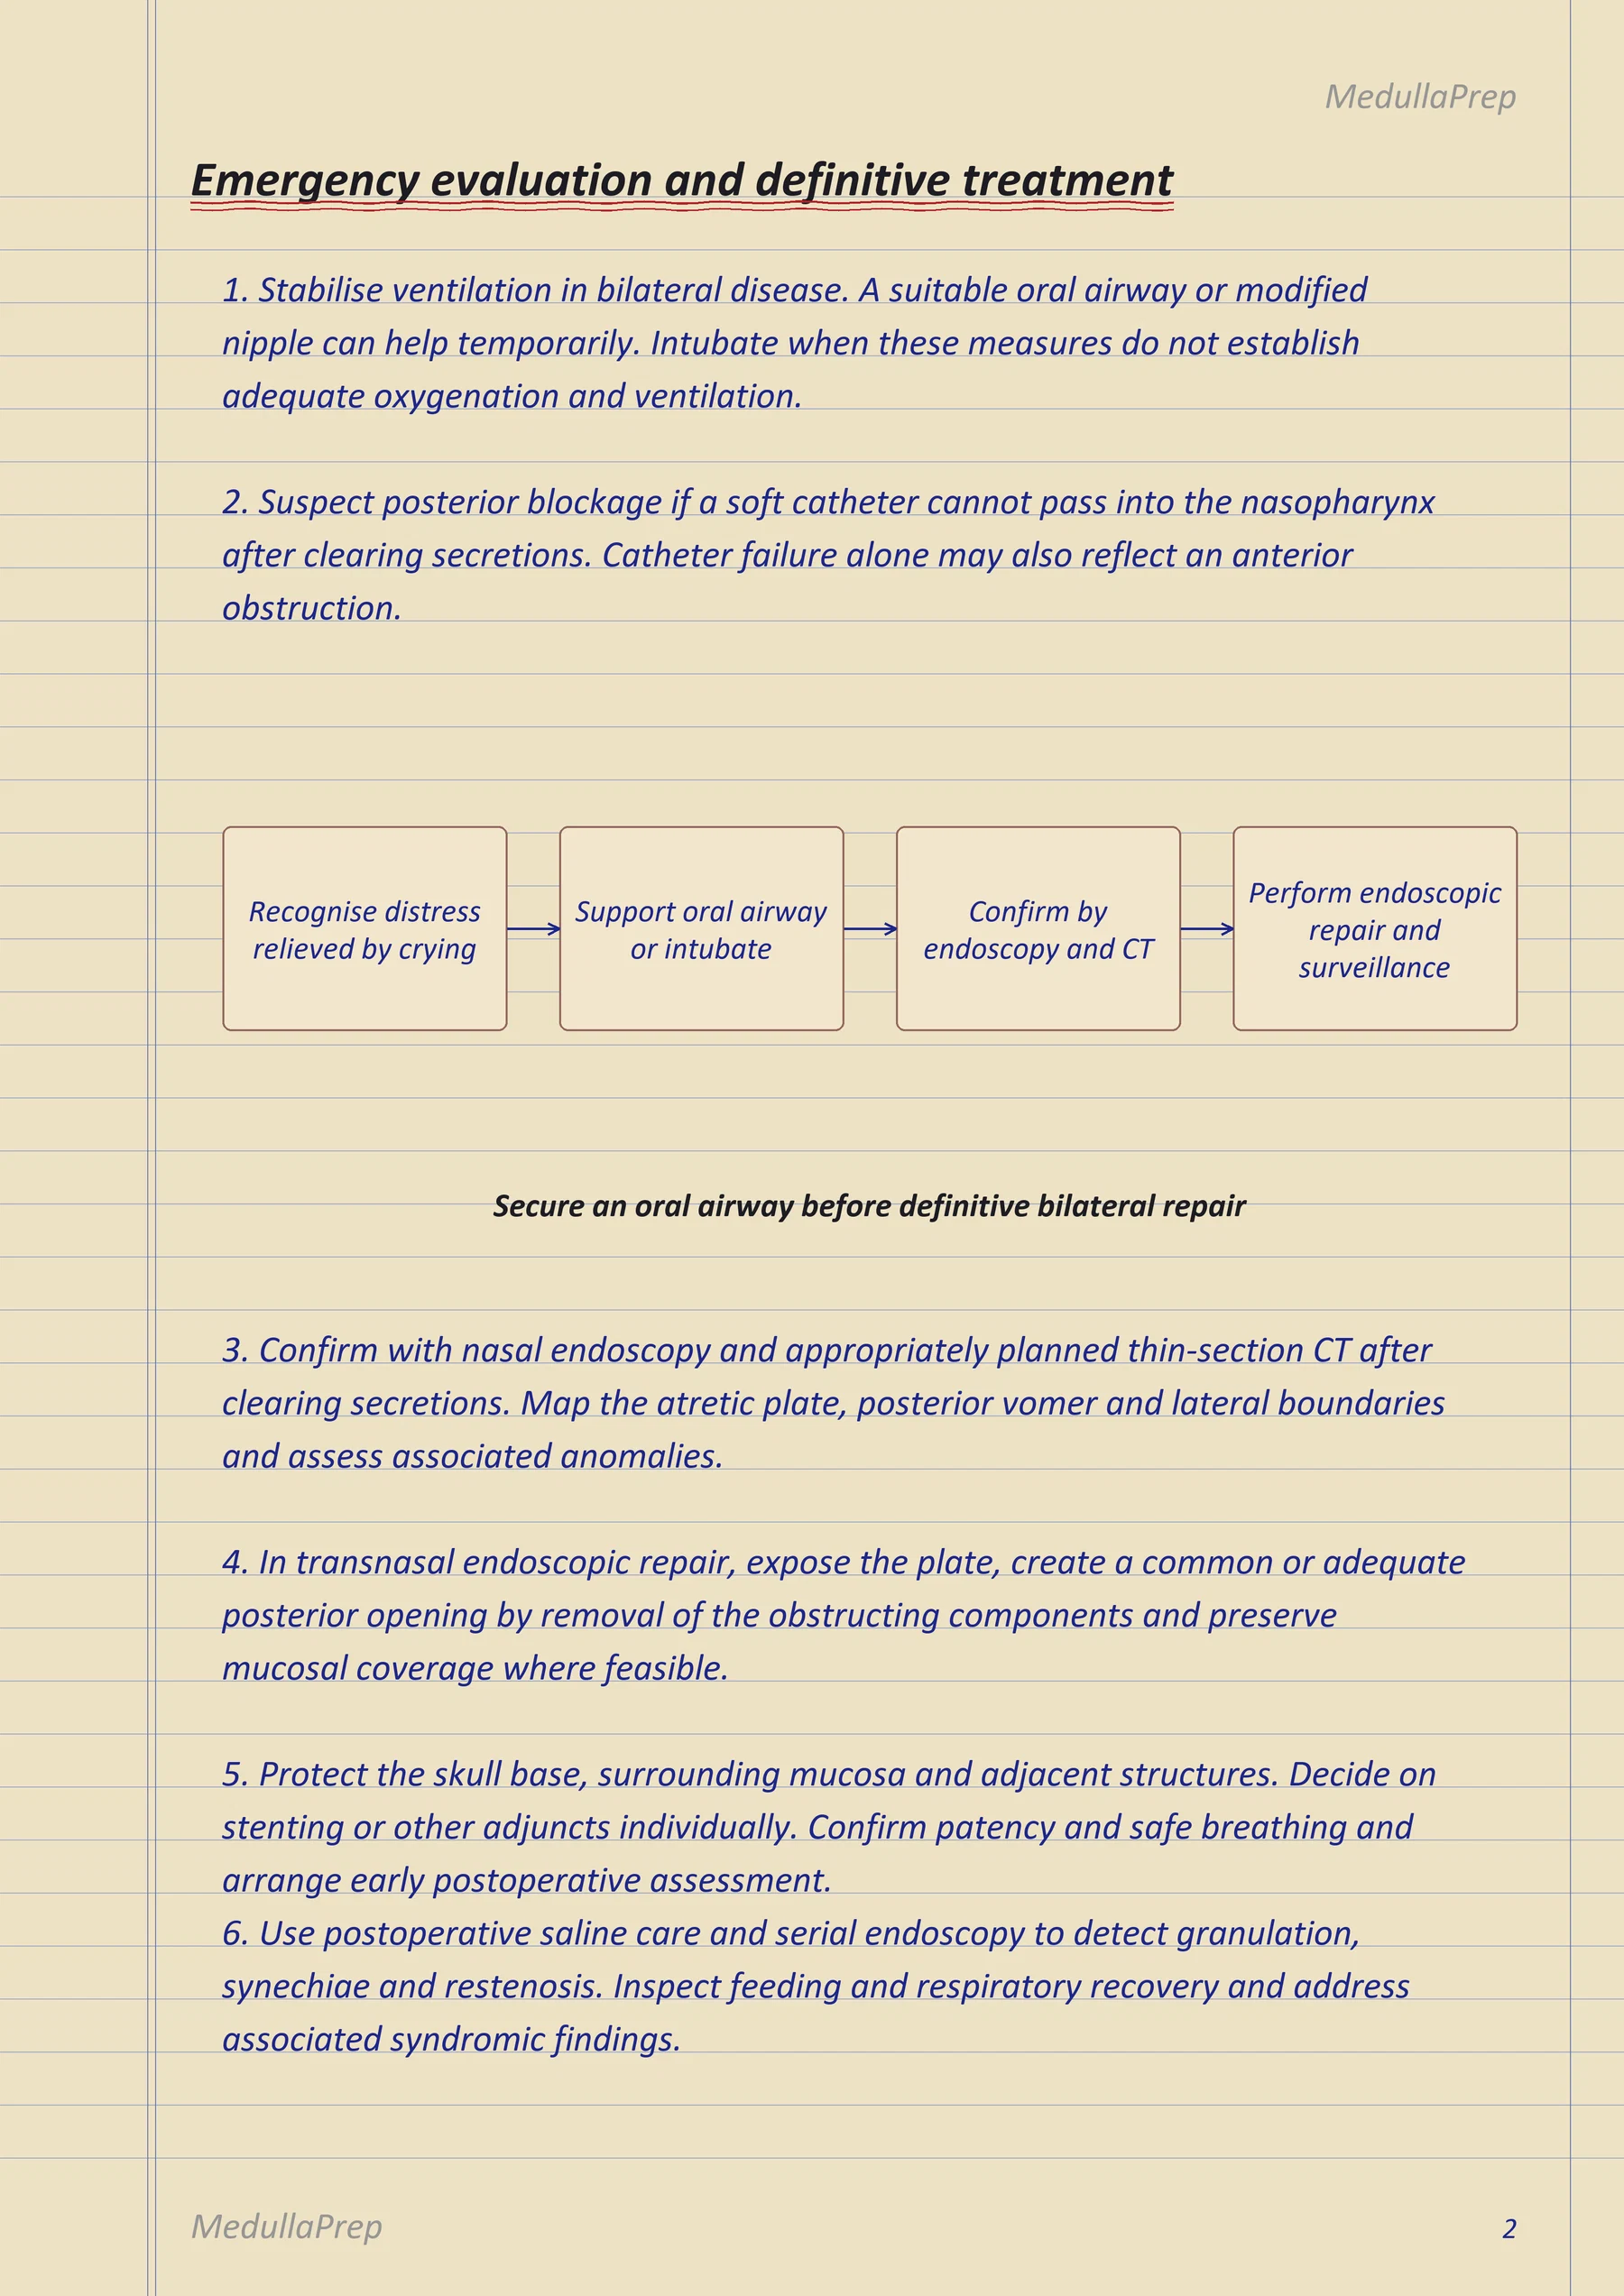 MedullaPrep
Emergency evaluation and definitive treatment
1. Stabilise ventilation in bilateral disease. A suitable oral airway or modified
nipple can help temporarily. Intubate when these measures do not establish
adequate oxygenation and ventilation.
2. Suspect posterior blockage if a soft catheter cannot pass into the nasopharynx
after clearing secretions. Catheter failure alone may also reflect an anterior
obstruction.
Recognise distress
relieved by crying
Support oral airway
or intubate
Confirm by
endoscopy and CT
Perform endoscopic
repair and
surveillance
Secure an oral airway before definitive bilateral repair
3. Confirm with nasal endoscopy and appropriately planned thin-section CT after
clearing secretions. Map the atretic plate, posterior vomer and lateral boundaries
and assess associated anomalies.
4. In transnasal endoscopic repair, expose the plate, create a common or adequate
posterior opening by removal of the obstructing components and preserve
mucosal coverage where feasible.
5. Protect the skull base, surrounding mucosa and adjacent structures. Decide on
stenting or other adjuncts individually. Confirm patency and safe breathing and
arrange early postoperative assessment.
6. Use postoperative saline care and serial endoscopy to detect granulation,
synechiae and restenosis. Inspect feeding and respiratory recovery and address
associated syndromic findings.
MedullaPrep
2